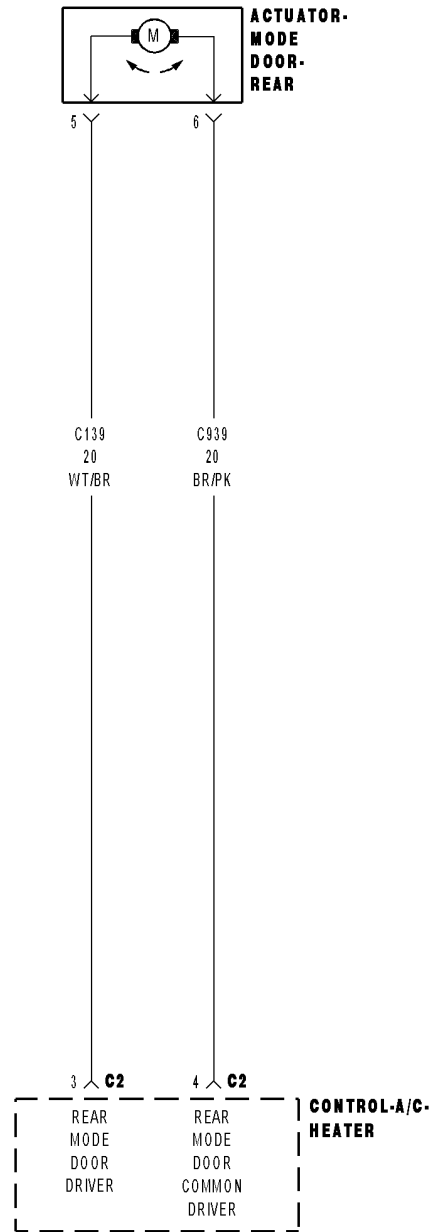 ACTUATOR-
MODE
DOOR-
REAR
M
5
6
C139
20
WT/BR
C939
20
BR/PK
3 C2
4 C2
CONTROL-A/C-
HEATER
REAR
MODE
DOOR
DRIVER
REAR
MODE
DOOR
COMMON
DRIVER